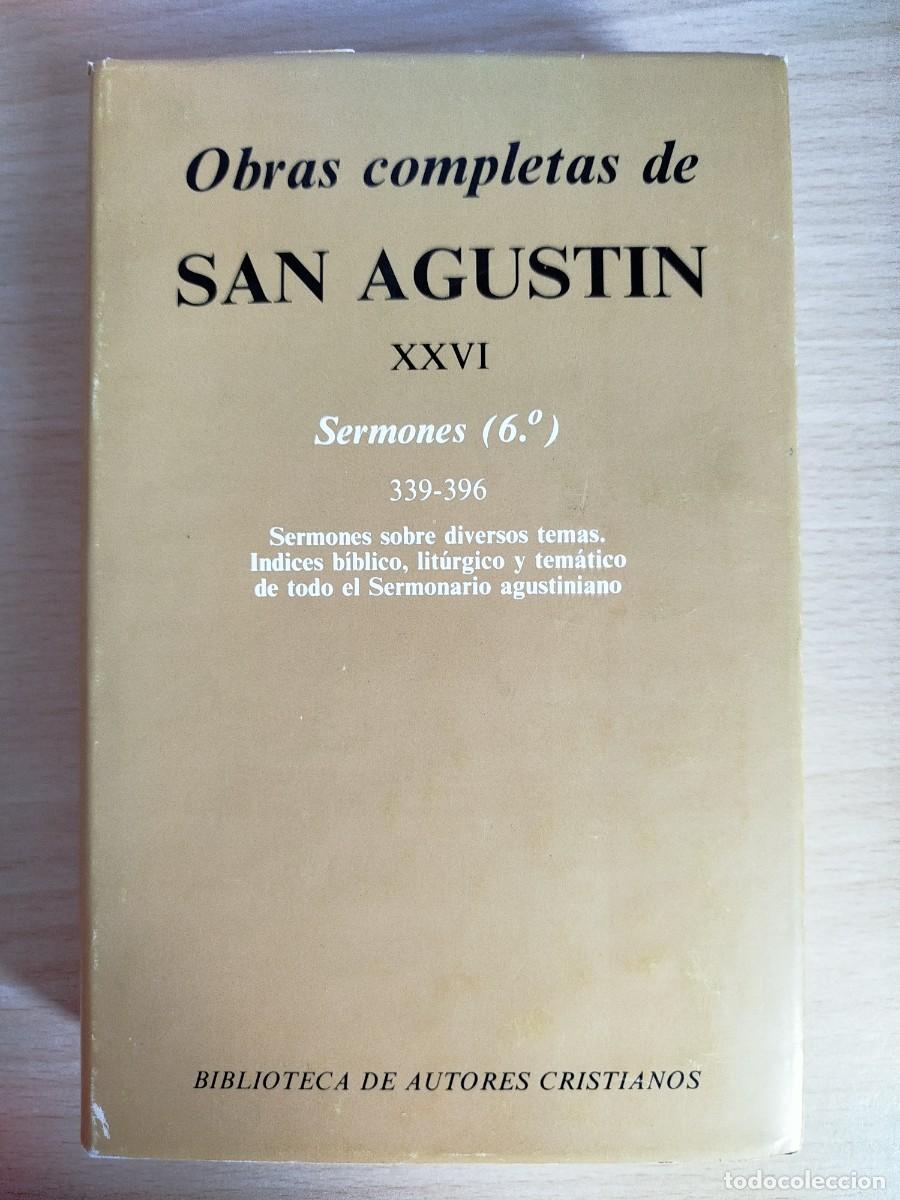 Obras completas de
SAN AGUSTIN
XXVI
Sermones (6.º)
339-396
Sermones sobre diversos temas.
Indices bíblico, litúrgico y temático
de todo el Sermonario agustiniano
BIBLIOTECA DE AUTORES CRISTIANOS
todocoleccion